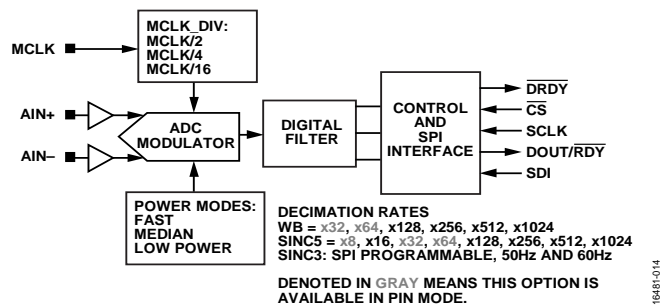 MCLK
MCLK_DIV:
MCLK/2
MCLK/4
MCLK/16
AIN+
AIN–
ADC
MODULATOR
DIGITAL
FILTER
CONTROL
AND
SPI
INTERFACE
DRDY
CS
SCLK
DOUT/RDY
SDI
POWER MODES:
FAST
MEDIAN
LOW POWER
DECIMATION RATES
WB = x32, x64, x128, x256, x512, x1024
SINC5 = x8, x16, x32, x64, x128, x256, x512, x1024
SINC3: SPI PROGRAMMABLE, 50Hz AND 60Hz
DENOTED IN GRAY MEANS THIS OPTION IS
AVAILABLE IN PIN MODE.
16481-014